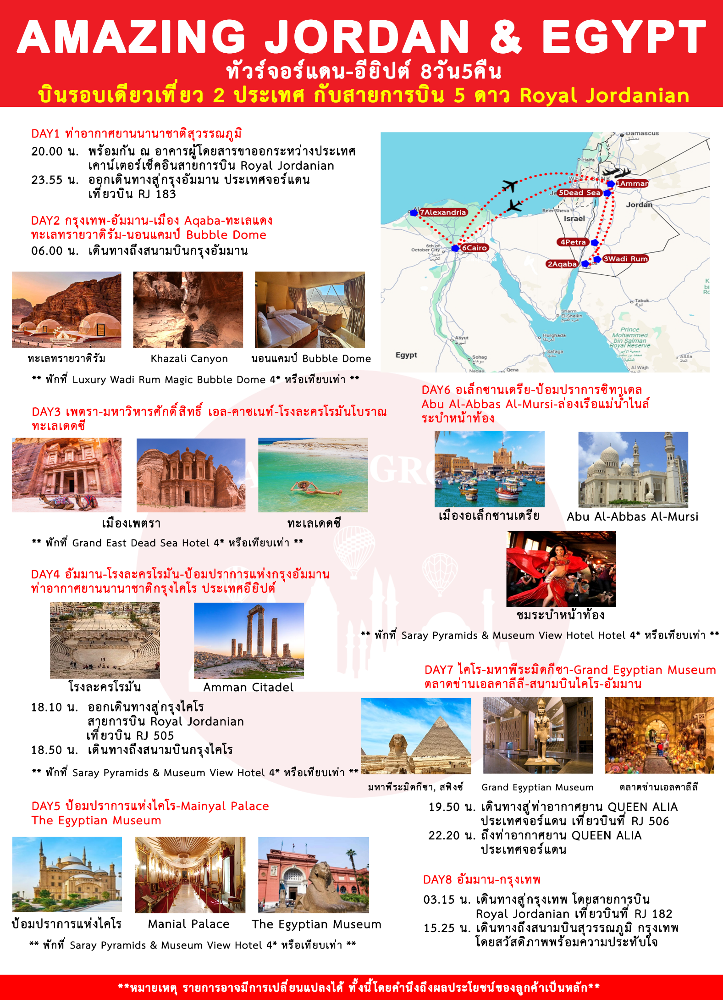 AMAZING JORDAN & EGYPT
ทัวร์จอร์แดน-อียิปต์ 8วัน5คืน
บินรอบเดียวเที่ยว 2 ประเทศ กับสายการบิน 5 ดาว Royal Jordanian
DAY1 ท่าอากาศยานนานาชาติสุวรรณภูมิ
20.00 น. พร้อมกัน ณ อาคารผู้โดยสารขาออกระหว่างประเทศ
เคาน์เตอร์เช็คอินสายการบิน Royal Jordanian
23.55 น. ออกเดินทางสู่กรุงอัมมาน ประเทศจอร์แดน
เที่ยวบิน RJ 183
DAY2 กรุงเทพ-อัมมาน-เมือง Aqaba-ทะเลแดง
ทะเลทรายวาดิรัม-นอนแคมป์ Bubble Dome
06.00 น. เดินทางถึงสนามบินกรุงอัมมาน
ทะเลทรายวาดิรัม
Khazali Canyon
นอนแคมป์ Bubble Dome
** พักที่ Luxury Wadi Rum Magic Bubble Dome 4* หรือเทียบเท่า **
DAY3 เพตรา-มหาวิหารศักดิ์สิทธิ์ เอล-คาซเนท์-โรงละครโรมันโบราณ
ทะเลเดดซี
เมืองเพตรา
ทะเลเดดซี
** พักที่ Grand East Dead Sea Hotel 4* หรือเทียบเท่า **
DAY4 อัมมาน-โรงละครโรมัน-ป้อมปราการแห่งกรุงอัมมาน
ท่าอากาศยานนานาชาติกรุงไคโร ประเทศอียิปต์
โรงละครโรมัน
Amman Citadel
18.10 น. ออกเดินทางสู่กรุงไคโร
สายการบิน Royal Jordanian
เที่ยวบิน RJ 505
18.50 น. เดินทางถึงสนามบินกรุงไคโร
** พักที่ Saray Pyramids & Museum View Hotel 4* หรือเทียบเท่า **
DAY5 ป้อมปราการแห่งไคโร-Mainyal Palace
The Egyptian Museum
ป้อมปราการแห่งไคโร
Manial Palace
The Egyptian Museum
** พักที่ Saray Pyramids & Museum View Hotel 4* หรือเทียบเท่า **
Damascus
دمشق
Haifa
WEST BANK
1Amman
5Dead Sea
Jordan
Be'er Sheva
Israel
7Alexandria
4Petra
6th of
October City
6Cairo
3Wadi Rum
2Aqaba
Tabuk
تبوك
Sharm
El-Sheikh
شرم الشيخ
Hurghada
الغردقة
Prince
Mohammed
bin Salman
Royal Reserve
محمية الأمير
محمد بن سلمان
الملكية
Asyut
أسيوط
Safaga
سفاجا
Egypt
Sohag
سوهاج
AlUla
العلا
Al Wajh
الوجه
Qena
DAY6 อเล็กซานเดรีย-ป้อมปราการซิทาเดล
Abu Al-Abbas Al-Mursi-ล่องเรือแม่น้ำไนล์
ระบำหน้าท้อง
เมืองอเล็กซานเดรีย
Abu Al-Abbas Al-Mursi
ชมระบำหน้าท้อง
** พักที่ Saray Pyramids & Museum View Hotel Hotel 4* หรือเทียบเท่า **
DAY7 ไคโร-มหาพีระมิดกีซา-Grand Egyptian Museum
ตลาดข่านเอลคาลีลี-สนามบินไคโร-อัมมาน
มหาพีระมิดกีซา, สฟิงซ์
Grand Egyptian Museum
ตลาดข่านเอลคาลีลี
19.50 น. เดินทางสู่ท่าอากาศยาน QUEEN ALIA
ประเทศจอร์แดน เที่ยวบินที่ RJ 506
22.20 น. ถึงท่าอากาศยาน QUEEN ALIA
ประเทศจอร์แดน
DAY8 อัมมาน-กรุงเทพ
03.15 น. เดินทางสู่กรุงเทพ โดยสายการบิน
Royal Jordanian เที่ยวบินที่ RJ 182
15.25 น. เดินทางถึงสนามบินสุวรรณภูมิ กรุงเทพ
โดยสวัสดิภาพพร้อมความประทับใจ
**หมายเหตุ รายการอาจมีการเปลี่ยนแปลงได้ ทั้งนี้โดยคำนึงถึงผลประโยชน์ของลูกค้าเป็นหลัก**